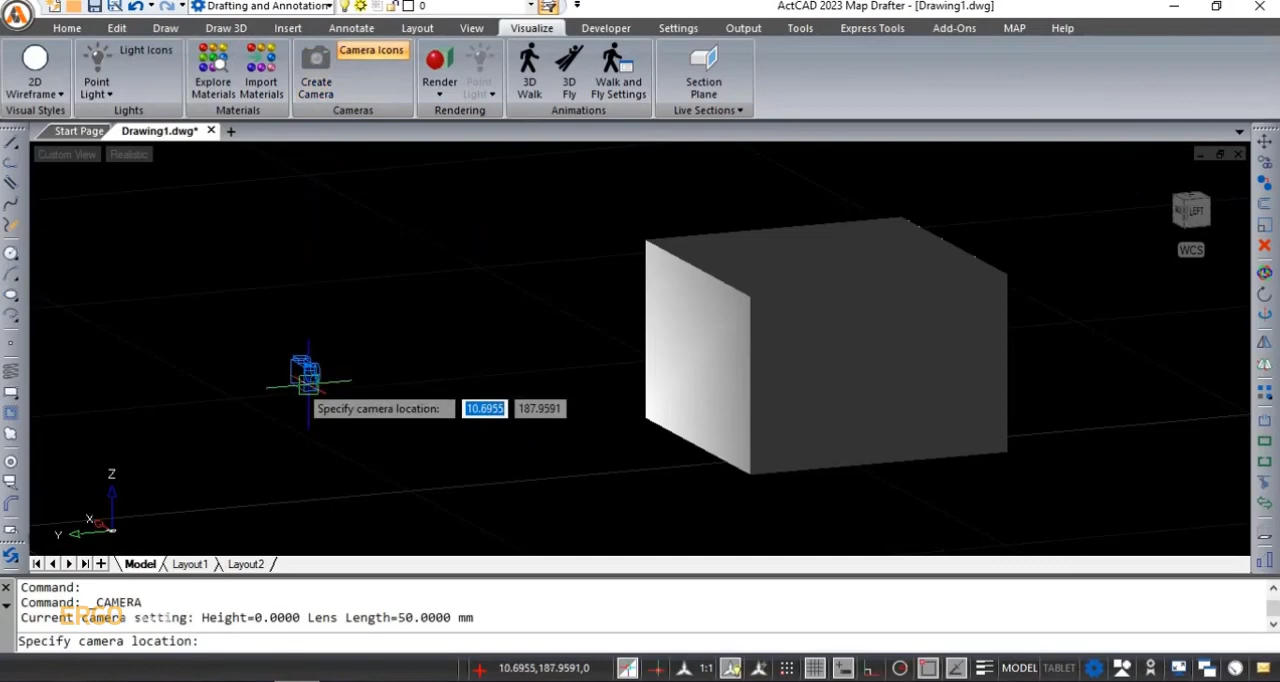 Drafting and Annotation
0
ActCAD 2023 Map Drafter - [Drawing1.dwg]
Home Edit Draw Draw 3D Insert Annotate Layout View Visualize Developer Settings Output Tools Express Tools Add-Ons MAP Help
Light Icons
Camera Icons
2D Wireframe
Point Light
Explore Materials
Import Materials
Create Camera
Render
Point Light
3D Walk
3D Fly
Walk and Fly Settings
Section Plane
Visual Styles Lights Materials Cameras Rendering Animations Live Sections
Start Page Drawing1.dwg*
Custom View Realistic
LEFT
WCS
Specify camera location: 10.6955 187.9591
Z
X
Y
Model Layout1 Layout2
Command:
Command: _CAMERA
ERGO
Current camera setting: Height=0.0000 Lens Length=50.0000 mm
Specify camera location:
10.6955,187.9591,0 1:1 MODEL TABLET